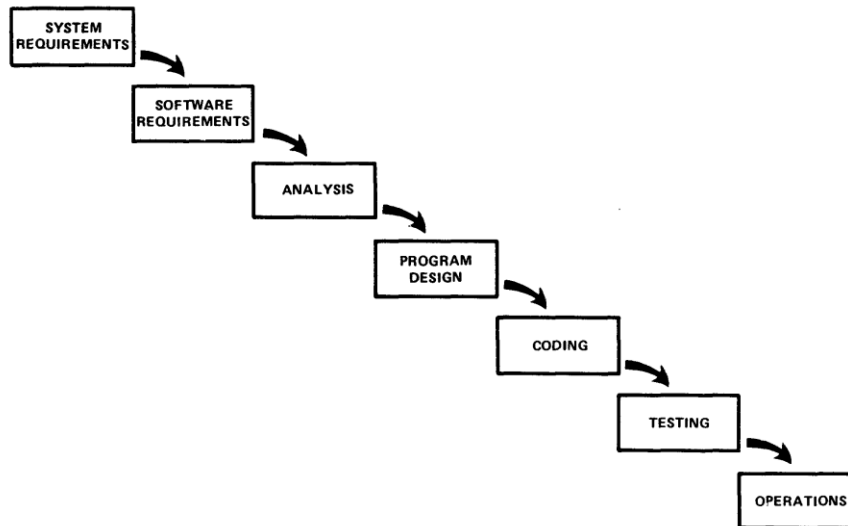 SYSTEM
REQUIREMENTS
SOFTWARE
REQUIREMENTS
ANALYSIS
PROGRAM
DESIGN
CODING
TESTING
OPERATIONS